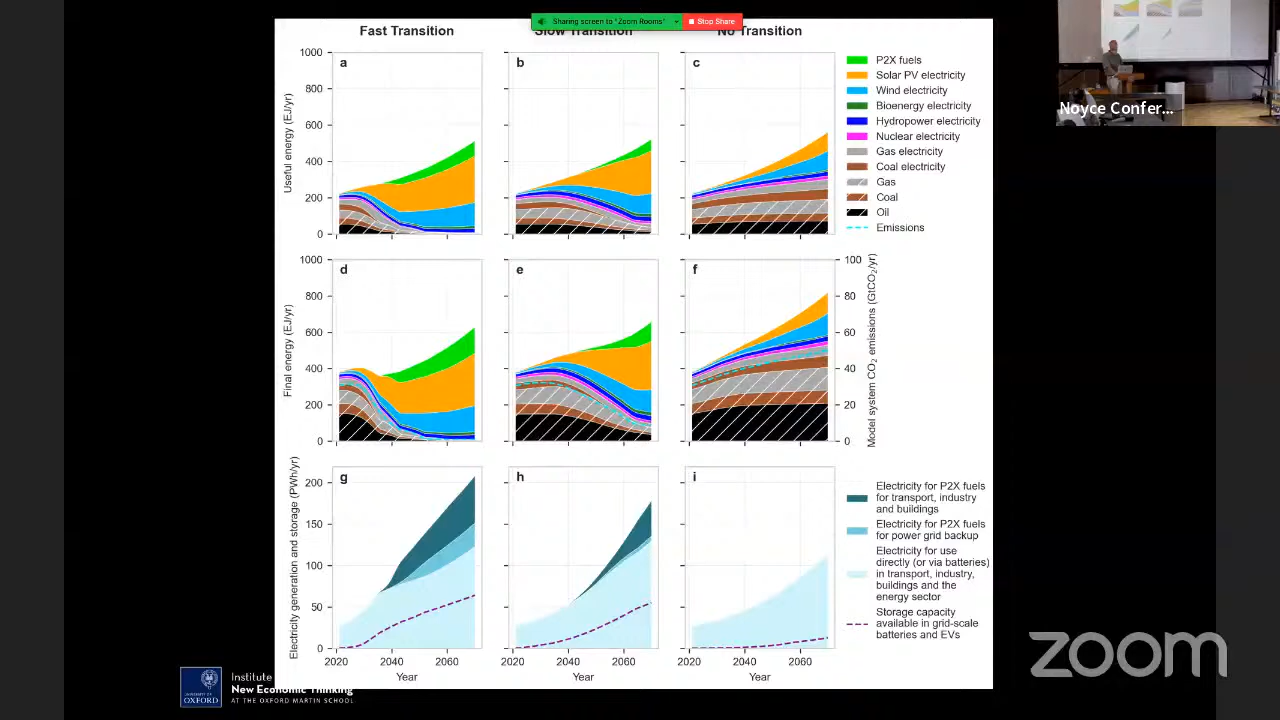 Sharing screen to "Zoom Rooms"
Stop Share
Fast Transition
Slow Transition
No Transition
Useful energy (EJ/yr)
1000
800
600
400
200
0
a
b
c
P2X fuels
Solar PV electricity
Wind electricity
Bioenergy electricity
Hydropower electricity
Nuclear electricity
Gas electricity
Coal electricity
Gas
Coal
Oil
Emissions
Noyce Confer...
Final energy (EJ/yr)
1000
800
600
400
200
0
d
e
f
100
80
60
40
20
0
Model system CO₂ emissions (GtCO₂/yr)
Electricity generation and storage (PWh/yr)
200
150
100
50
0
g
h
i
2020
2040
2060
Year
2020
2040
2060
Year
2020
2040
2060
Year
Electricity for P2X fuels
for transport, industry
and buildings
Electricity for P2X fuels
for power grid backup
Electricity for use
directly (or via batteries)
in transport, industry,
buildings and the
energy sector
Storage capacity
available in grid-scale
batteries and EVs
UNIVERSITY OF
OXFORD
Institute
New Economic Thinking
AT THE OXFORD MARTIN SCHOOL
zoom